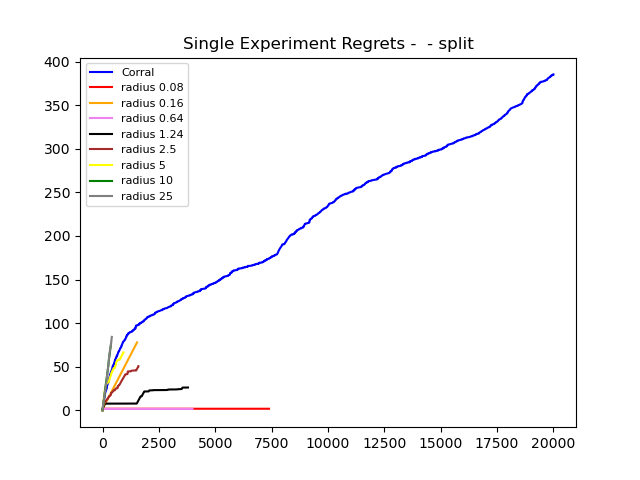 Single Experiment Regrets -  - split
400
350
300
250
200
150
100
50
0
Corral
radius 0.08
radius 0.16
radius 0.64
radius 1.24
radius 2.5
radius 5
radius 10
radius 25
0 2500 5000 7500 10000 12500 15000 17500 20000